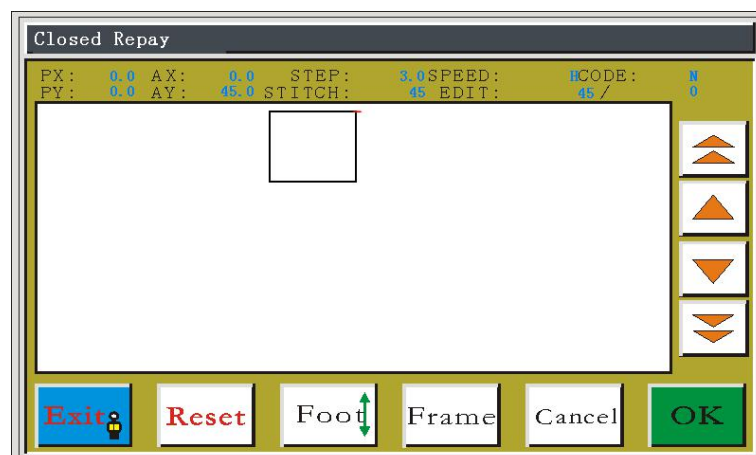 Closed Repay
PX: 0.0 AX: 0.0 STEP: 3.0 SPEED: H CODE: N
PY: 0.0 AY: 45.0 STITCH: 45 EDIT: 45 / 0
Exit Reset Foot Frame Cancel OK